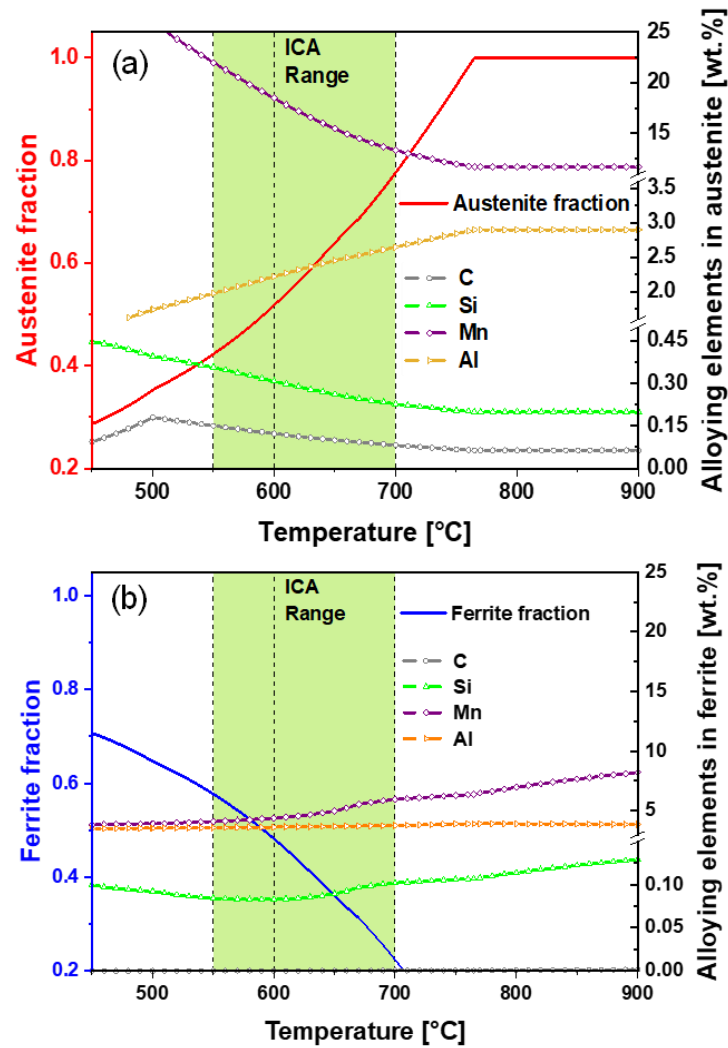 (a)
ICA
Range
Austenite fraction
C
Si
Mn
Al
1.0
0.8
0.6
0.4
0.2
Austenite fraction
25
20
15
3.5
3.0
2.5
2.0
0.45
0.30
0.15
0.00
Alloying elements in austenite [wt.%]
500
600
700
800
900
Temperature [°C]
(b)
ICA
Range
Ferrite fraction
C
Si
Mn
Al
1.0
0.8
0.6
0.4
0.2
Ferrite fraction
25
20
15
10
5
0.10
0.05
0.00
Alloying elements in ferrite [wt.%]
500
600
700
800
900
Temperature [°C]